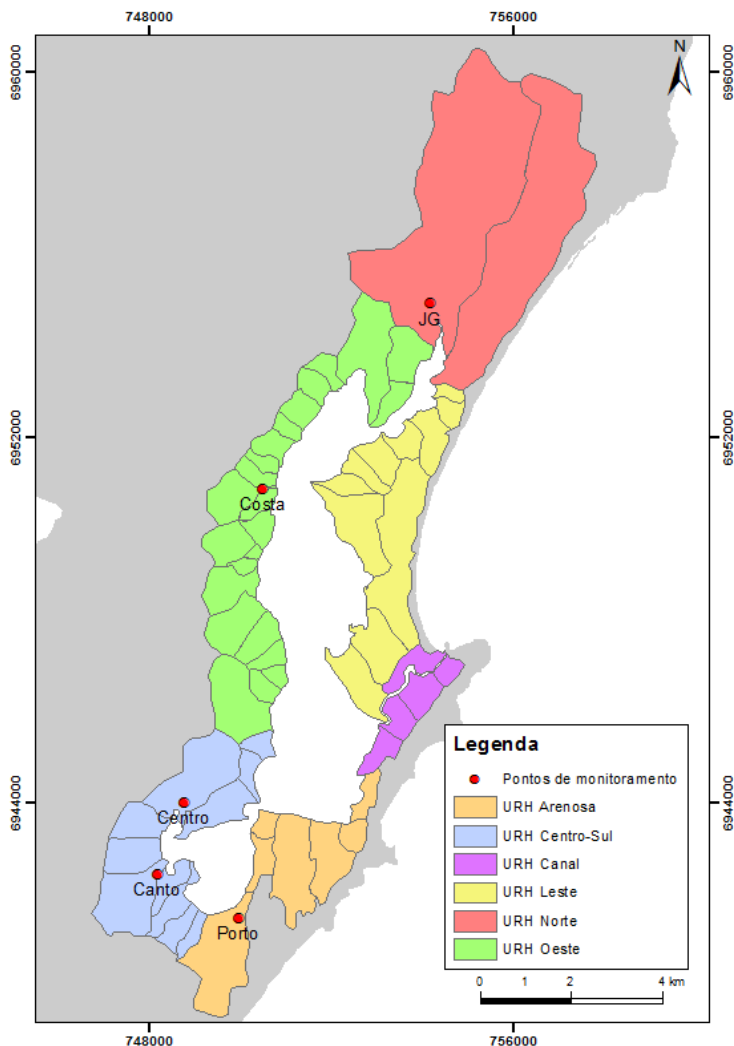 748000
756000
6960000
6960000
N
JG
6952000
6952000
Costa
Legenda
Pontos de monitoramento
6944000
6944000
Centro
URH Arenosa
URH Centro-Sul
URH Canal
Canto
URH Leste
Porto
URH Norte
URH Oeste
0 1 2 4 km
748000
756000